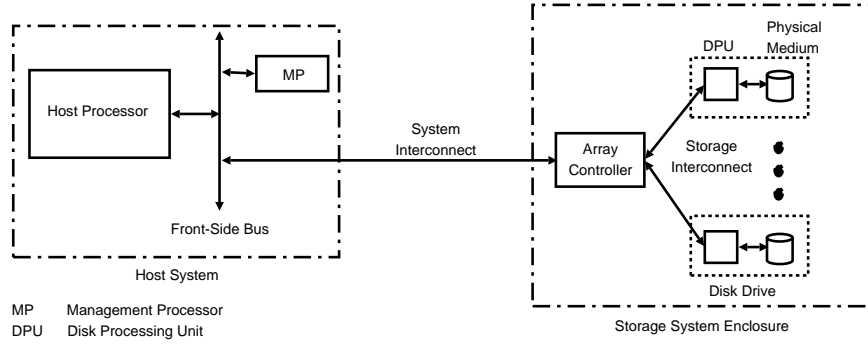 Host Processor
MP
Front-Side Bus
Host System
System
Interconnect
Array
Controller
DPU
Physical
Medium
Storage
Interconnect
Disk Drive
Storage System Enclosure
MP Management Processor
DPU Disk Processing Unit